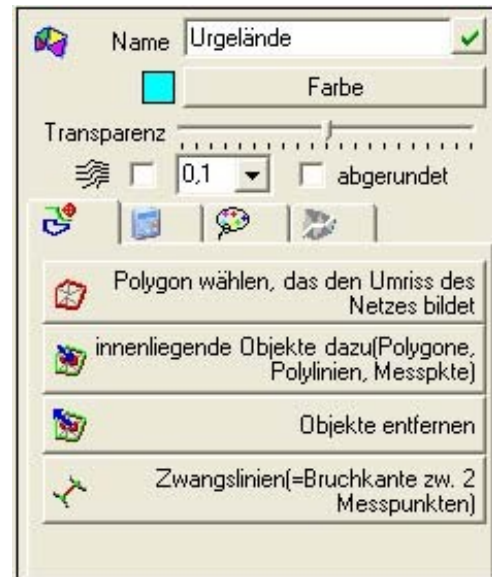 Name Urgelände
Farbe
Transparenz
0,1 abgerundet
Polygon wählen, das den Umriss des
Netzes bildet
innenliegende Objekte dazu(Polygone,
Polylinien, Messpkte)
Objekte entfernen
Zwangslinien(=Bruchkante zw. 2
Messpunkten)